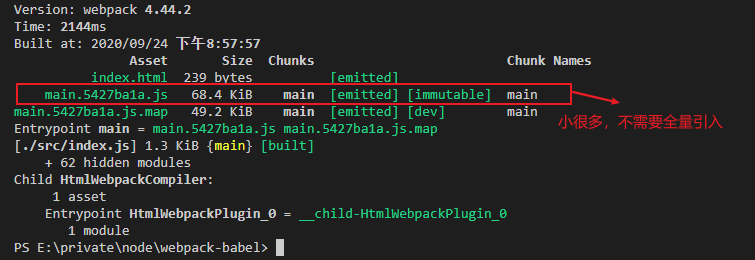 Version: webpack 4.44.2
Time: 2144ms
Built at: 2020/09/24 下午8:57:57
Asset Size Chunks Chunk Names
index.html 239 bytes [emitted]
main.5427ba1a.js 68.4 KiB main [emitted] [immutable] main
小很多，不需要全量引入
main.5427ba1a.js.map 49.2 KiB main [emitted] [dev] main
Entrypoint main = main.5427ba1a.js main.5427ba1a.js.map
[./src/index.js] 1.3 KiB {main} [built]
+ 62 hidden modules
Child HtmlWebpackCompiler:
1 asset
Entrypoint HtmlWebpackPlugin_0 = __child-HtmlWebpackPlugin_0
1 module
PS E:\private\node\webpack-babel>